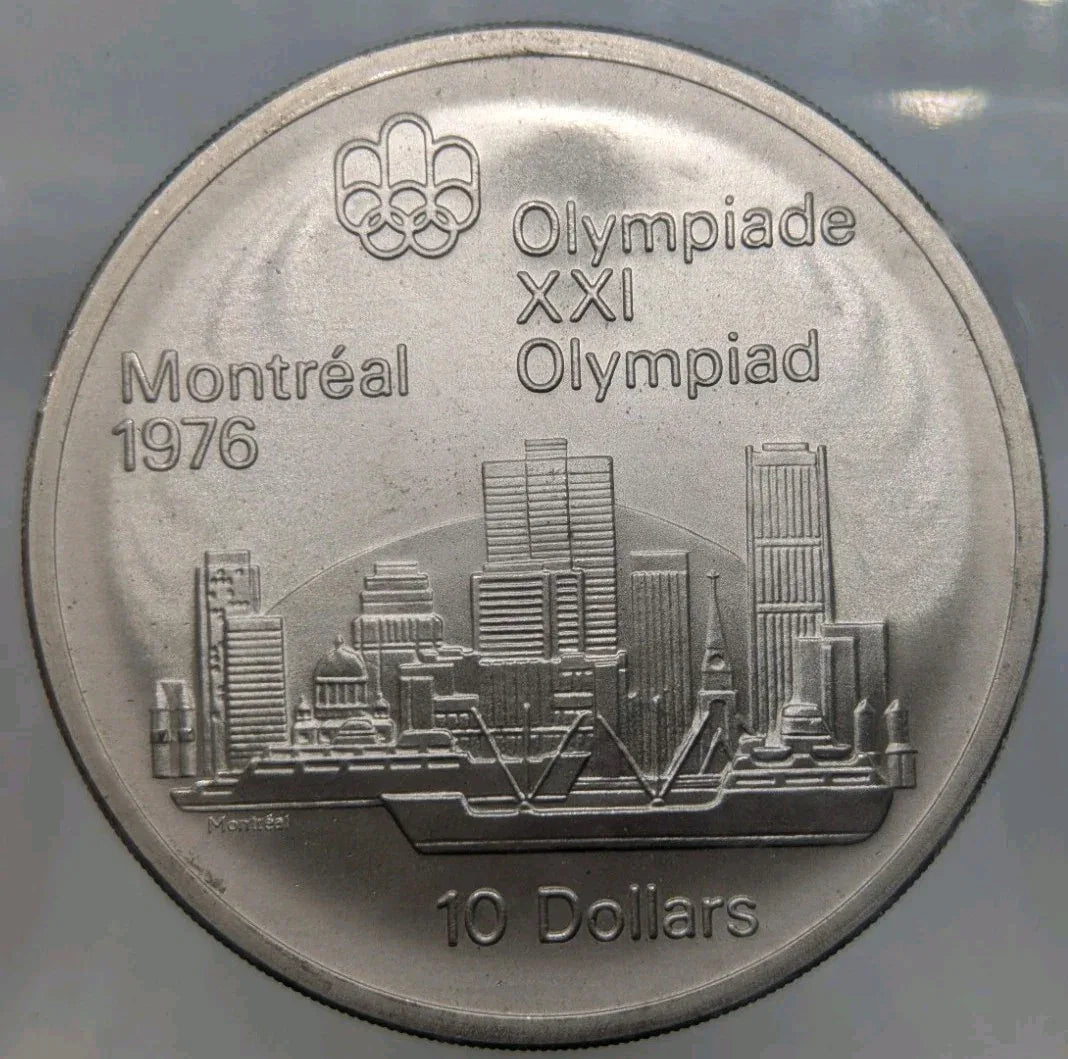 Olympiade
XXI
Olympiad
Montréal
1976
Montréal
10 Dollars